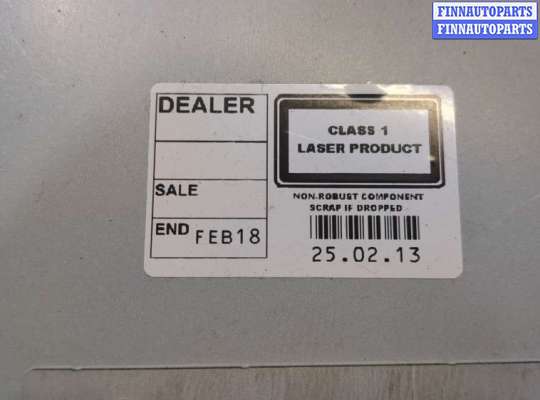 FINNAUTOPARTS
FINNAUTOPARTS
DEALER
SALE
END FEB18
CLASS 1
LASER PRODUCT
NON-ROBUST COMPONENT
SCRAP IF DROPPED
25.02.13